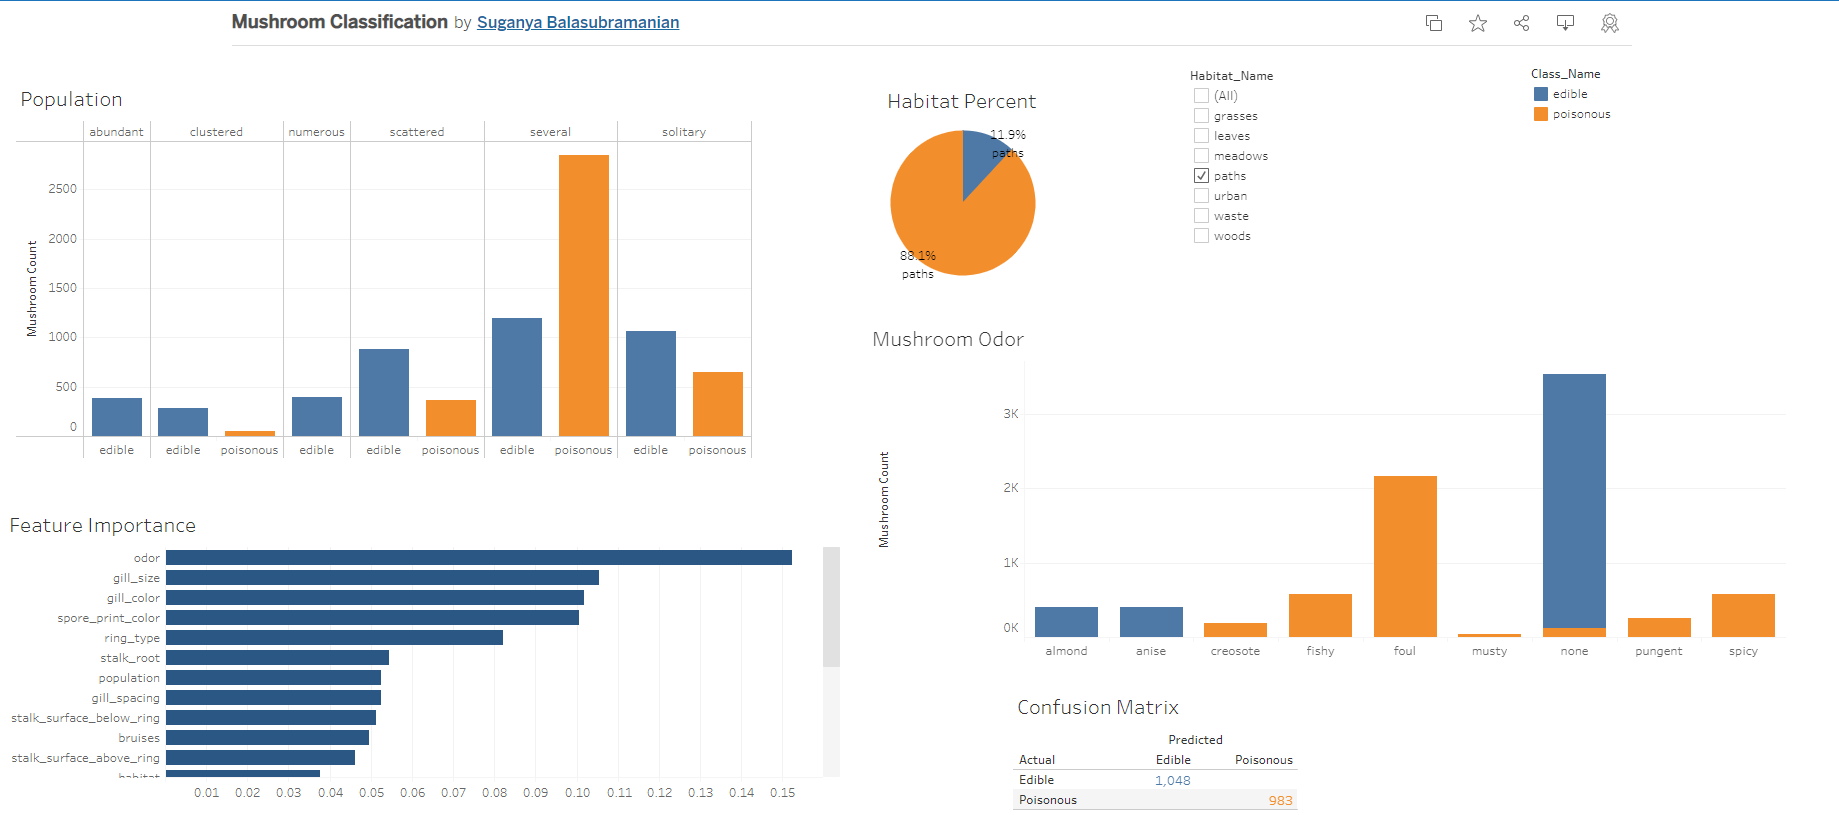 Mushroom Classification by Suganya Balasubramanian
Population
abundant clustered numerous scattered several solitary
Mushroom Count
2500
2000
1500
1000
500
0
edible edible poisonous edible edible poisonous edible poisonous edible poisonous
Habitat Percent
11.9%
paths
88.1%
paths
Habitat_Name
(All)
grasses
leaves
meadows
paths
urban
waste
woods
Class_Name
edible
poisonous
Feature Importance
odor
gill_size
gill_color
spore_print_color
ring_type
stalk_root
population
gill_spacing
stalk_surface_below_ring
bruises
stalk_surface_above_ring
habitat
0.01 0.02 0.03 0.04 0.05 0.06 0.07 0.08 0.09 0.10 0.11 0.12 0.13 0.14 0.15
Mushroom Odor
Mushroom Count
3K
2K
1K
0K
almond anise creosote fishy foul musty none pungent spicy
Confusion Matrix
Predicted
Actual Edible Poisonous
Edible 1,048
Poisonous 983